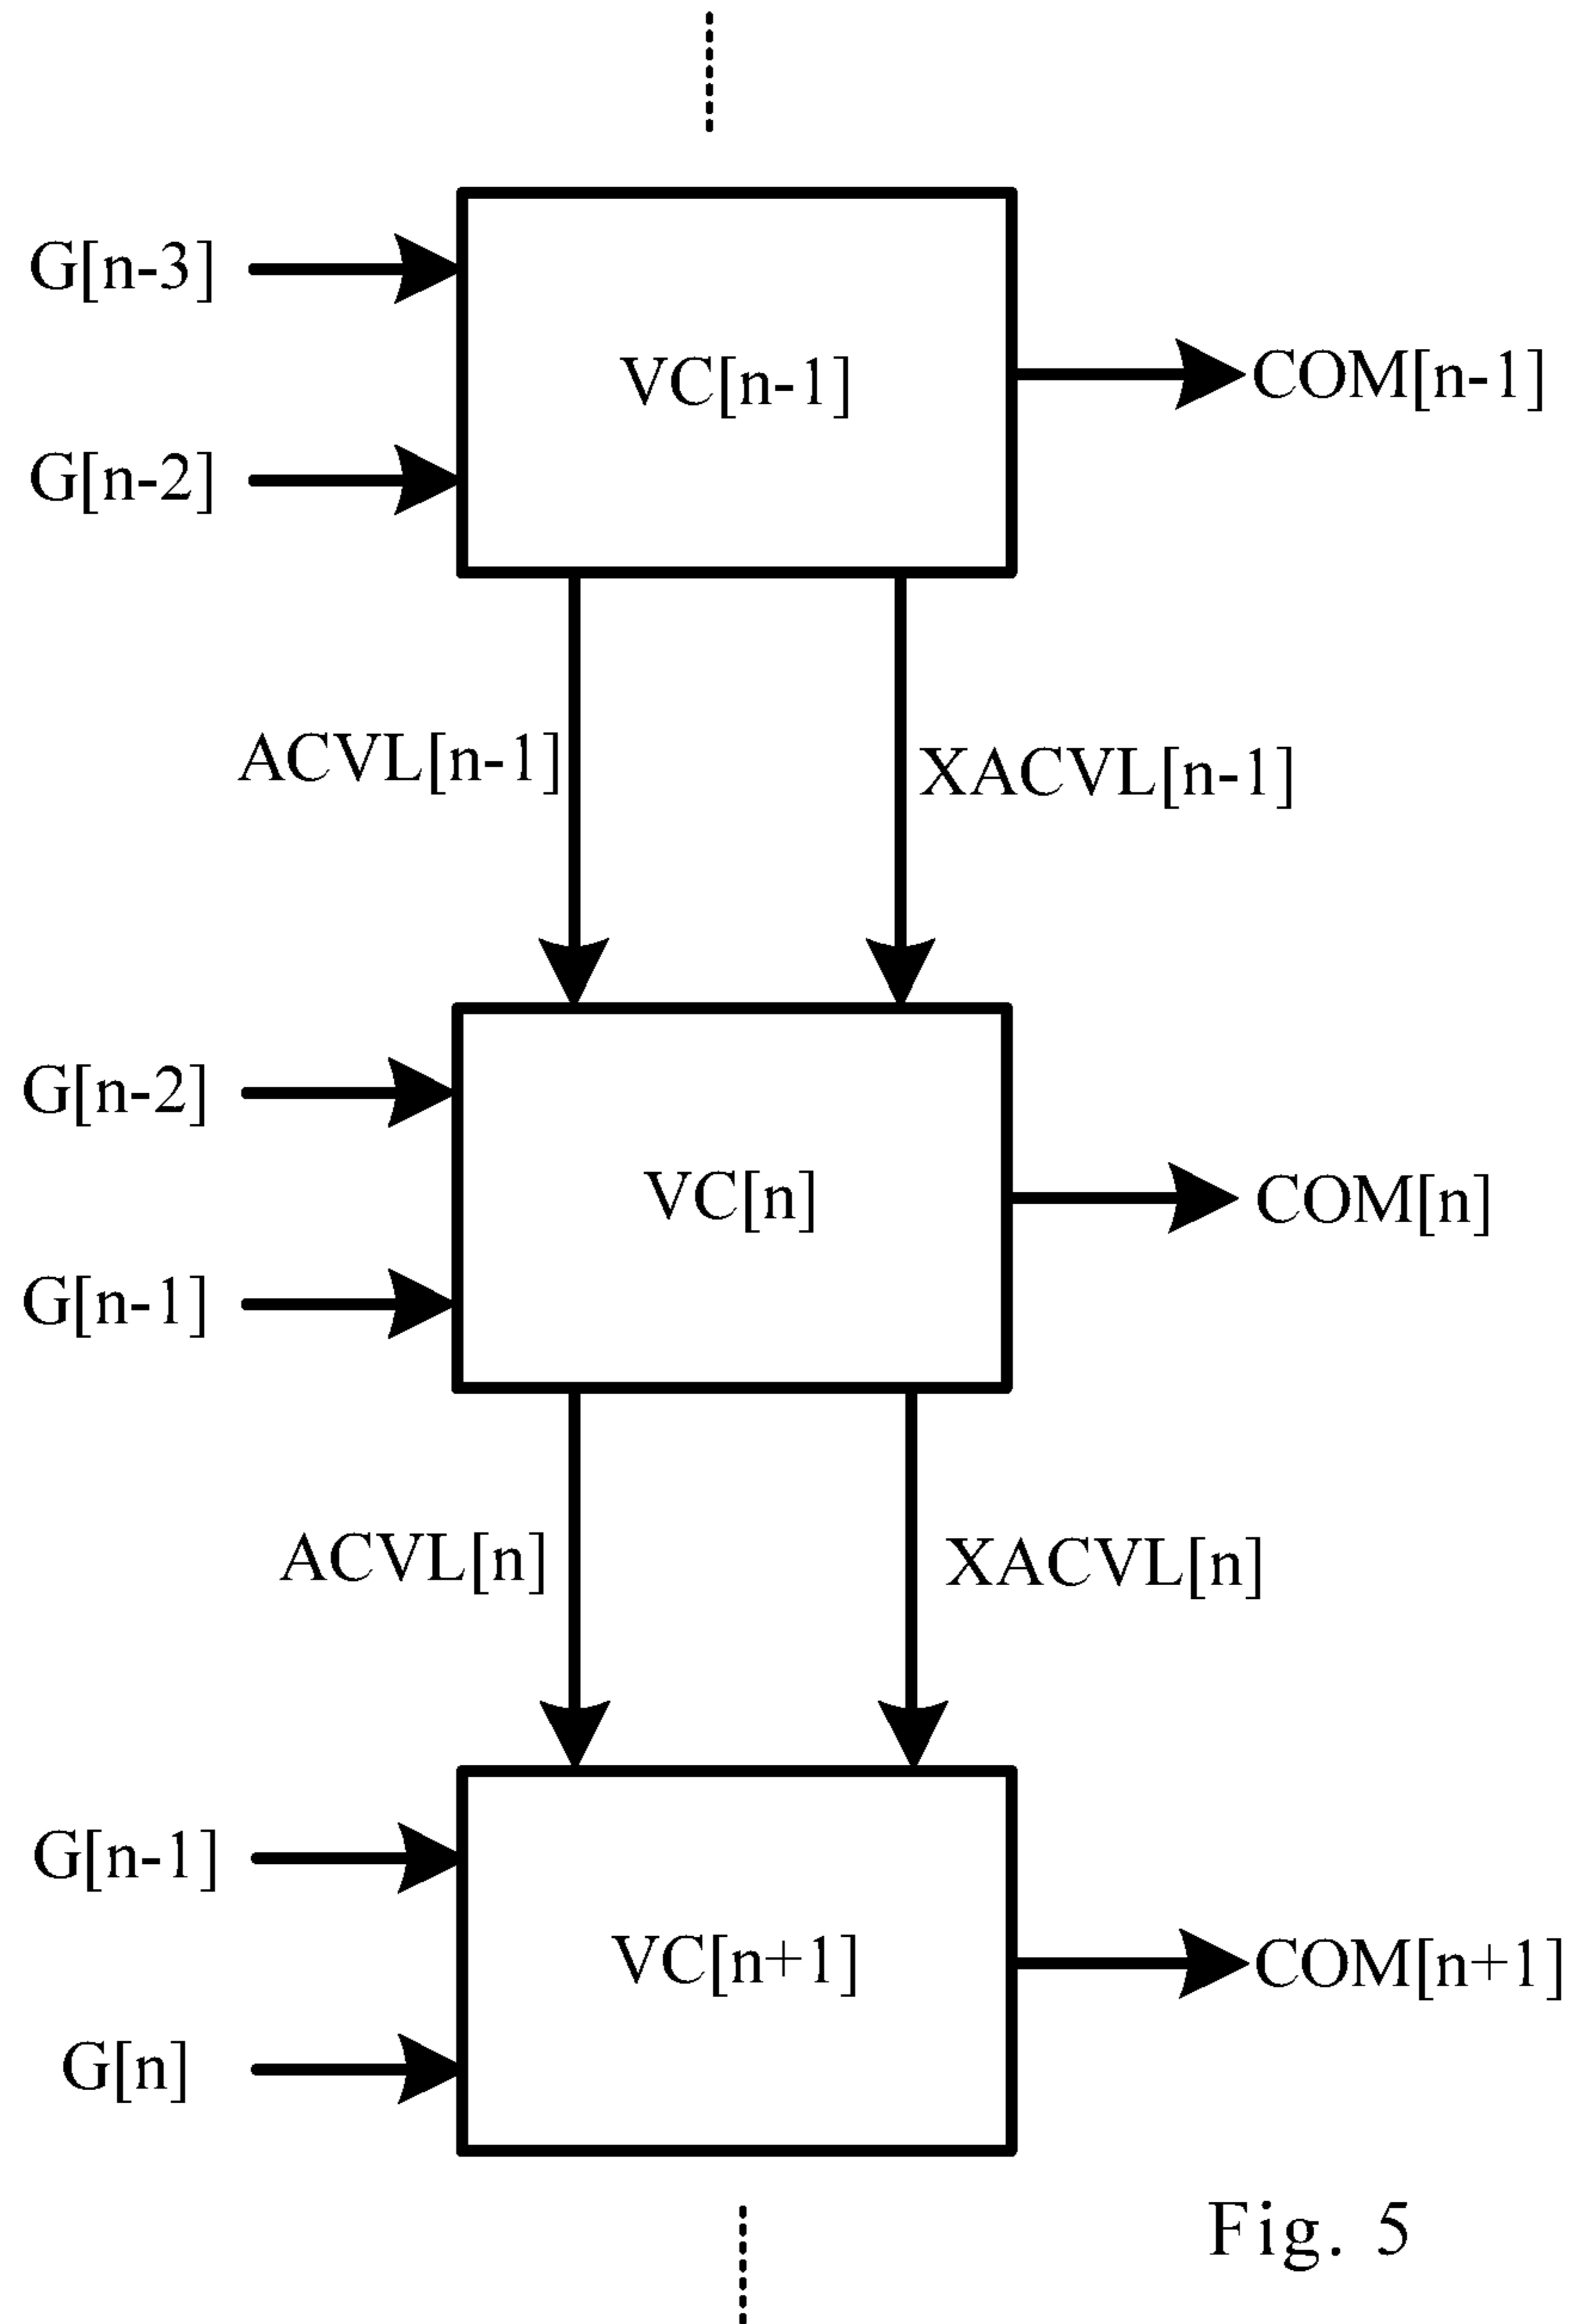 G[n-3]
VC[n-1]
COM[n-1]
G[n-2]
ACVL[n-1]
XACVL[n-1]
G[n-2]
VC[n]
COM[n]
G[n-1]
ACVL[n]
XACVL[n]
G[n-1]
VC[n+1]
COM[n+1]
G[n]
Fig. 5